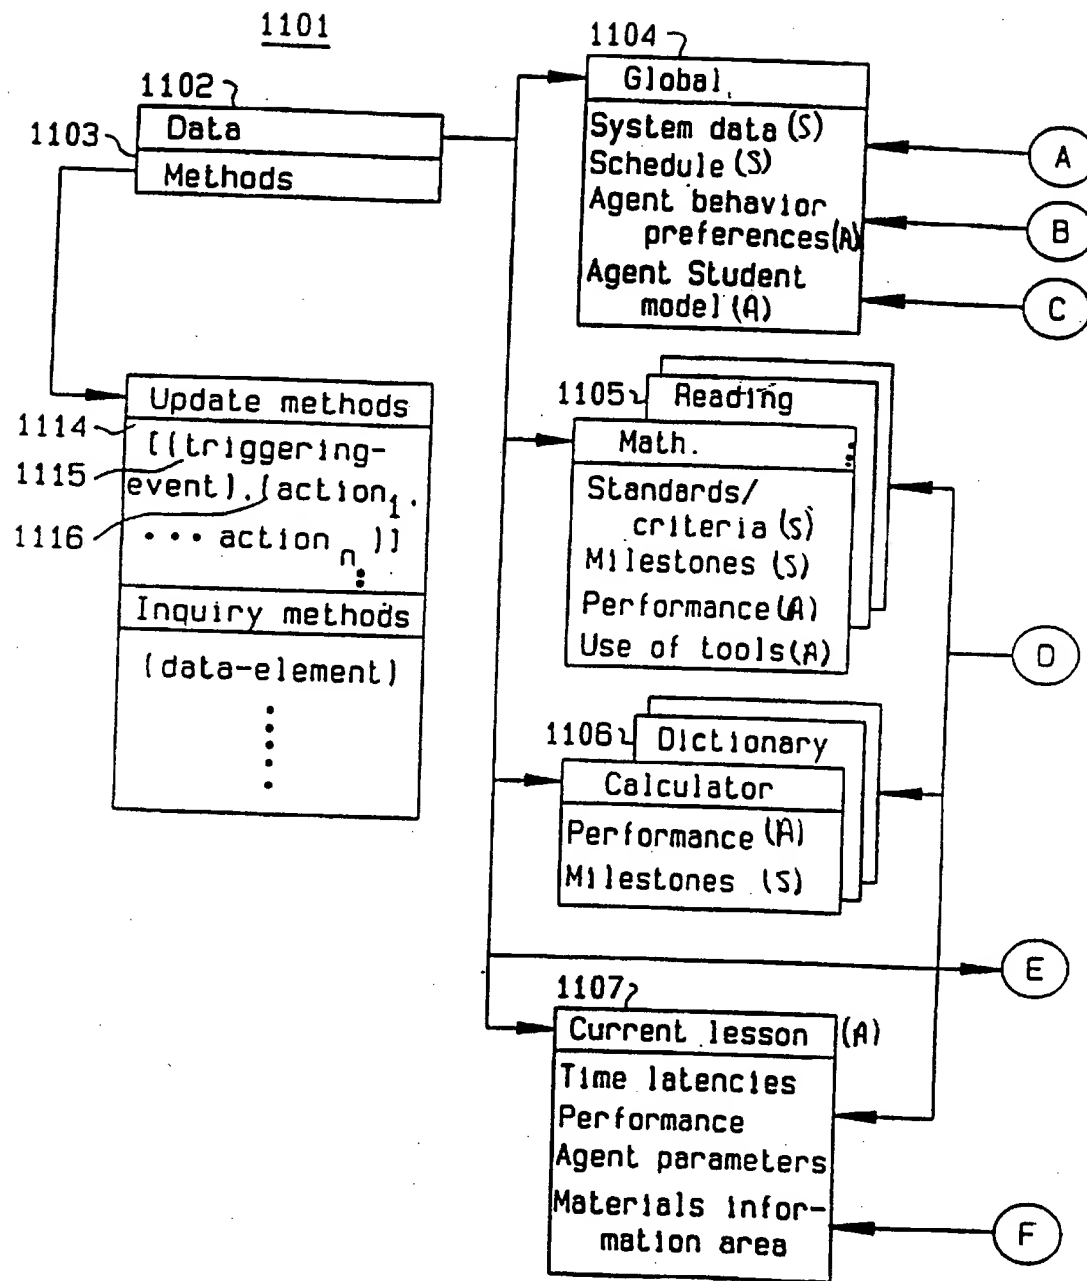 1101
1102
Data
1103
Methods
1104
Global
System data (S)
Schedule (S)
Agent behavior
preferences (A)
Agent Student
model (A)
A
B
C
Update methods
1114
[((triggering-
1115
event), (action1,
1116
••• action n )]]
Inquiry methods
(data-element)
1105
Reading
Math.
Standards/
criteria (S)
Milestones (S)
Performance (A)
Use of tools (A)
D
1106
Dictionary
Calculator
Performance (A)
Milestones (S)
E
1107
Current lesson (A)
Time latencies
Performance
Agent parameters
Materials infor-
mation area
F